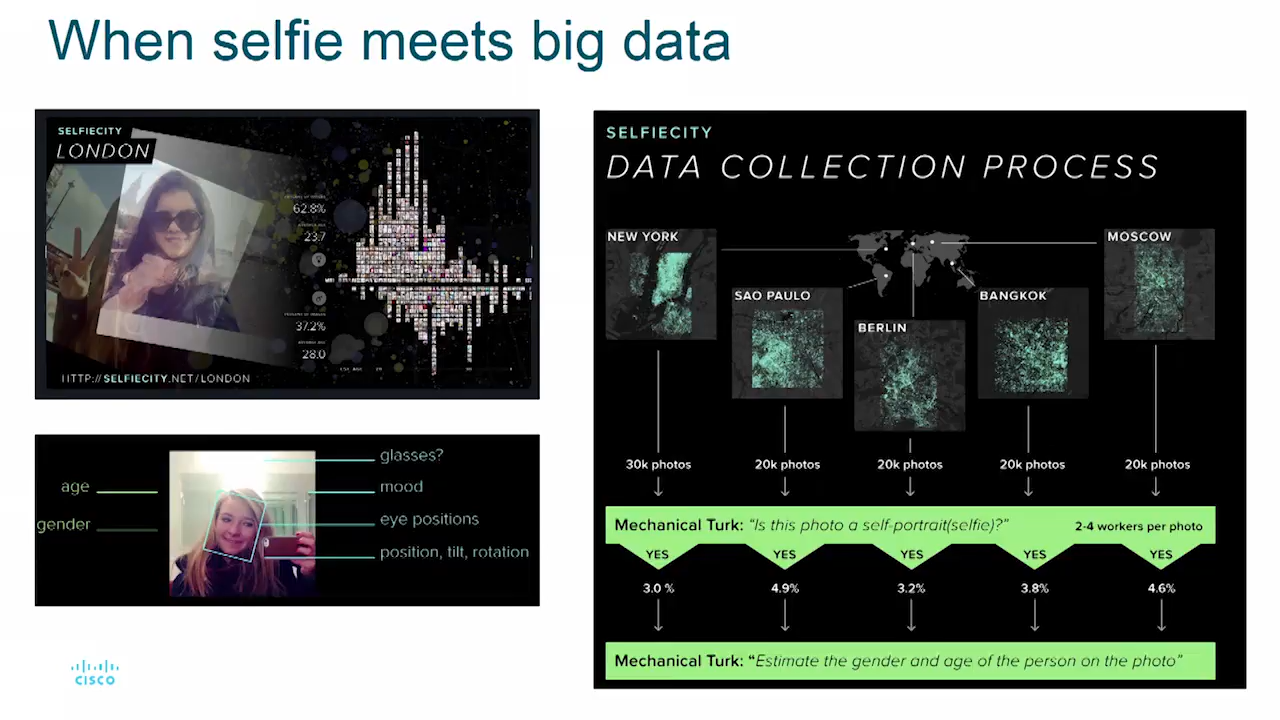 When selfie meets big data
SELFIECITY
LONDON
62.8%
23.7
37.2%
28.0
HTTP://SELFIECITY.NET/LONDON
age
gender
glasses?
mood
eye positions
position, tilt, rotation
CISCO
SELFIECITY
DATA COLLECTION PROCESS
NEW YORK
MOSCOW
SAO PAULO
BANGKOK
BERLIN
30k photos
20k photos
20k photos
20k photos
20k photos
Mechanical Turk: “Is this photo a self-portrait(selfie)?” 2-4 workers per photo
YES YES YES YES YES
3.0 % 4.9% 3.2% 3.8% 4.6%
Mechanical Turk: “Estimate the gender and age of the person on the photo”